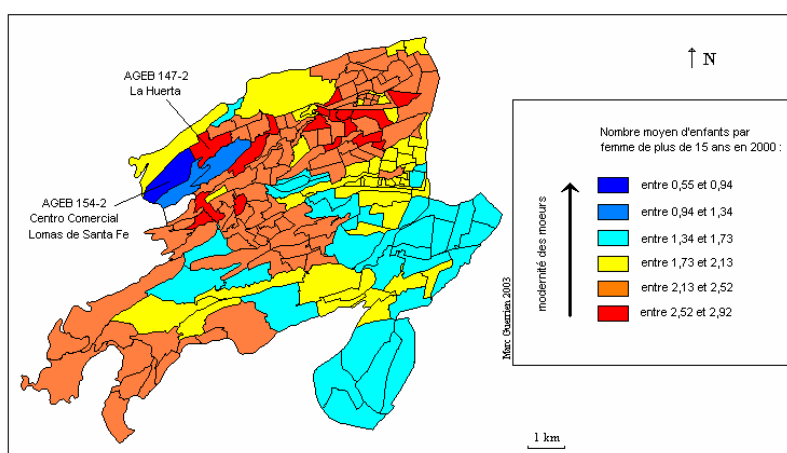 AGEB 147-2
La Huerta
AGEB 154-2
Centro Comercial
Lomas de Santa Fe
↑ N
Nombre moyen d'enfants par
femme de plus de 15 ans en 2000 :
modernité des moeurs
entre 0,55 et 0,94
entre 0,94 et 1,34
entre 1,34 et 1,73
entre 1,73 et 2,13
entre 2,13 et 2,52
entre 2,52 et 2,92
Marc Guerrien 2003
1 km